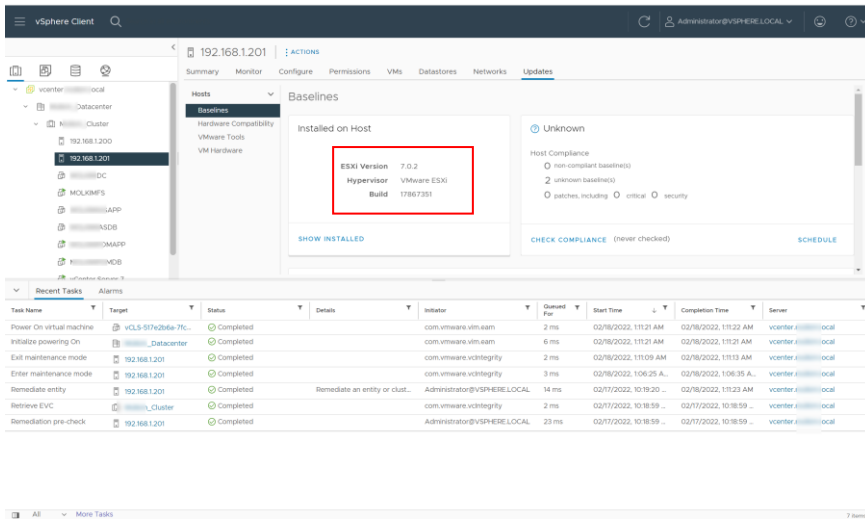 vSphere Client
Administrator@VSPHERE.LOCAL
192.168.1.201
ACTIONS
Summary Monitor Configure Permissions VMs Datastores Networks Updates
vcenter ocal
_Datacenter
_Cluster
192.168.1.200
192.168.1.201
DC
MOLKIMFS
APP
ASDB
OMAPP
MDB
vCenter Server 7
Hosts
Baselines
Hardware Compatibility
VMware Tools
VM Hardware
Baselines
Installed on Host
ESXi Version 7.0.2
Hypervisor VMware ESXi
Build 17867351
SHOW INSTALLED
Unknown
Host Compliance
0 non-compliant baseline(s)
2 unknown baseline(s)
0 patches, including 0 critical 0 security
CHECK COMPLIANCE (never checked) SCHEDULE
Recent Tasks Alarms
Task Name Target Status Details Initiator Queued For Start Time Completion Time Server
Power On virtual machine vCLS-517e2b6a-7fc... Completed com.vmware.vim.eam 2 ms 02/18/2022, 1:11:21 AM 02/18/2022, 1:11:22 AM vcenter. ocal
Initialize powering On _Datacenter Completed com.vmware.vim.eam 6 ms 02/18/2022, 1:11:21 AM 02/18/2022, 1:11:21 AM vcenter. ocal
Exit maintenance mode 192.168.1.201 Completed com.vmware.vcIntegrity 2 ms 02/18/2022, 1:11:09 AM 02/18/2022, 1:11:13 AM vcenter. ocal
Enter maintenance mode 192.168.1.201 Completed com.vmware.vcIntegrity 3 ms 02/18/2022, 1:06:25 A... 02/18/2022, 1:06:35 A... vcenter. ocal
Remediate entity 192.168.1.201 Completed Remediate an entity or clust... Administrator@VSPHERE.LOCAL 14 ms 02/17/2022, 10:19:20 ... 02/18/2022, 1:11:23 AM vcenter. ocal
Retrieve EVC _Cluster Completed com.vmware.vcIntegrity 2 ms 02/17/2022, 10:18:59 ... 02/17/2022, 10:18:59 ... vcenter. ocal
Remediation pre-check 192.168.1.201 Completed Administrator@VSPHERE.LOCAL 23 ms 02/17/2022, 10:18:59 ... 02/17/2022, 10:18:59 ... vcenter. ocal
All More Tasks 7 items